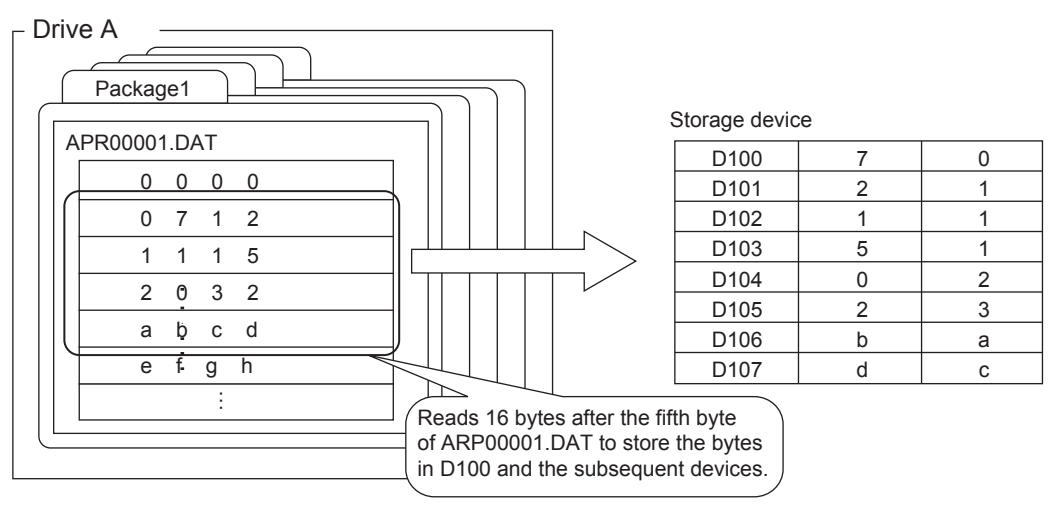 Drive A
Package1
APR00001.DAT
0 0 0 0
0 7 1 2
1 1 1 5
2 0 3 2
a b c d
e f g h
⋮
Reads 16 bytes after the fifth byte
of ARP00001.DAT to store the bytes
in D100 and the subsequent devices.
Storage device
D100 7 0
D101 2 1
D102 1 1
D103 5 1
D104 0 2
D105 2 3
D106 b a
D107 d c